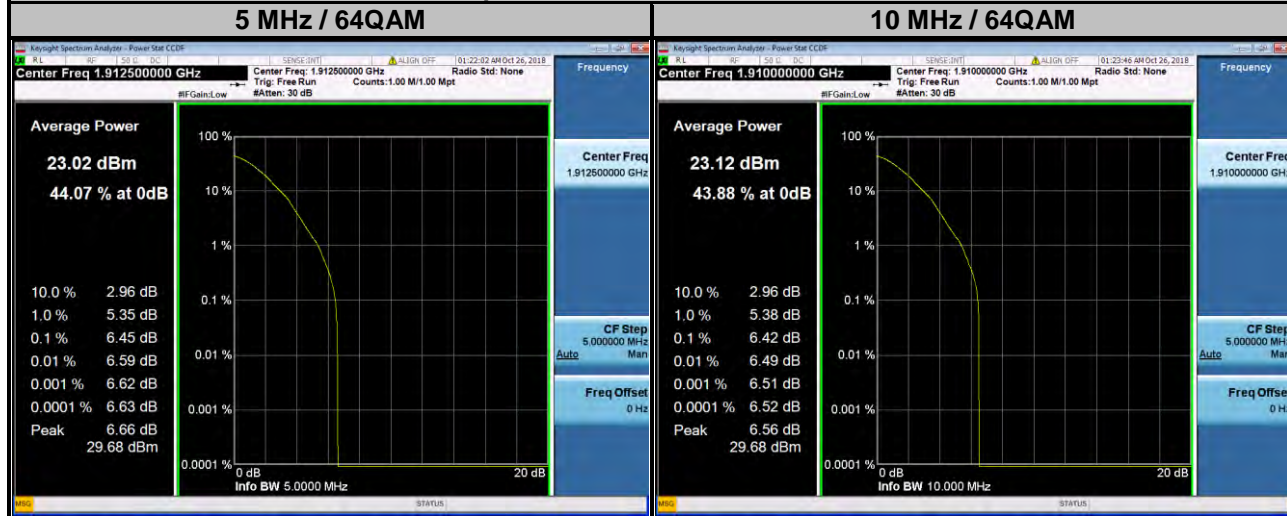 5 MHz / 64QAM
Keysight Spectrum Analyzer - Power Stat CCDF
RL RF 50 Ω DC SENSE:INT ALIGN OFF 01:22:02 AM Oct 26, 2018
Center Freq 1.912500000 GHz
Center Freq: 1.912500000 GHz Radio Std: None
Trig: Free Run Counts:1.00 M/1.00 Mpt
#IFGain:Low #Atten: 30 dB
Frequency
Average Power
23.02 dBm
44.07 % at 0dB
10.0 % 2.96 dB
1.0 % 5.35 dB
0.1 % 6.45 dB
0.01 % 6.59 dB
0.001 % 6.62 dB
0.0001 % 6.63 dB
Peak 6.66 dB
29.68 dBm
100 %
10 %
1 %
0.1 %
0.01 %
0.001 %
0.0001 %
0 dB 20 dB
Info BW 5.0000 MHz
Center Freq
1.912500000 GHz
CF Step
5.000000 MHz
Auto Man
Freq Offset
0 Hz
MSG STATUS
10 MHz / 64QAM
Keysight Spectrum Analyzer - Power Stat CCDF
RL RF 50 Ω DC SENSE:INT ALIGN OFF 01:23:46 AM Oct 26, 2018
Center Freq 1.910000000 GHz
Center Freq: 1.910000000 GHz Radio Std: None
Trig: Free Run Counts:1.00 M/1.00 Mpt
#IFGain:Low #Atten: 30 dB
Frequency
Average Power
23.12 dBm
43.88 % at 0dB
10.0 % 2.96 dB
1.0 % 5.38 dB
0.1 % 6.42 dB
0.01 % 6.49 dB
0.001 % 6.51 dB
0.0001 % 6.52 dB
Peak 6.56 dB
29.68 dBm
100 %
10 %
1 %
0.1 %
0.01 %
0.001 %
0.0001 %
0 dB 20 dB
Info BW 10.000 MHz
Center Freq
1.910000000 GHz
CF Step
5.000000 MHz
Auto Man
Freq Offset
0 Hz
MSG STATUS